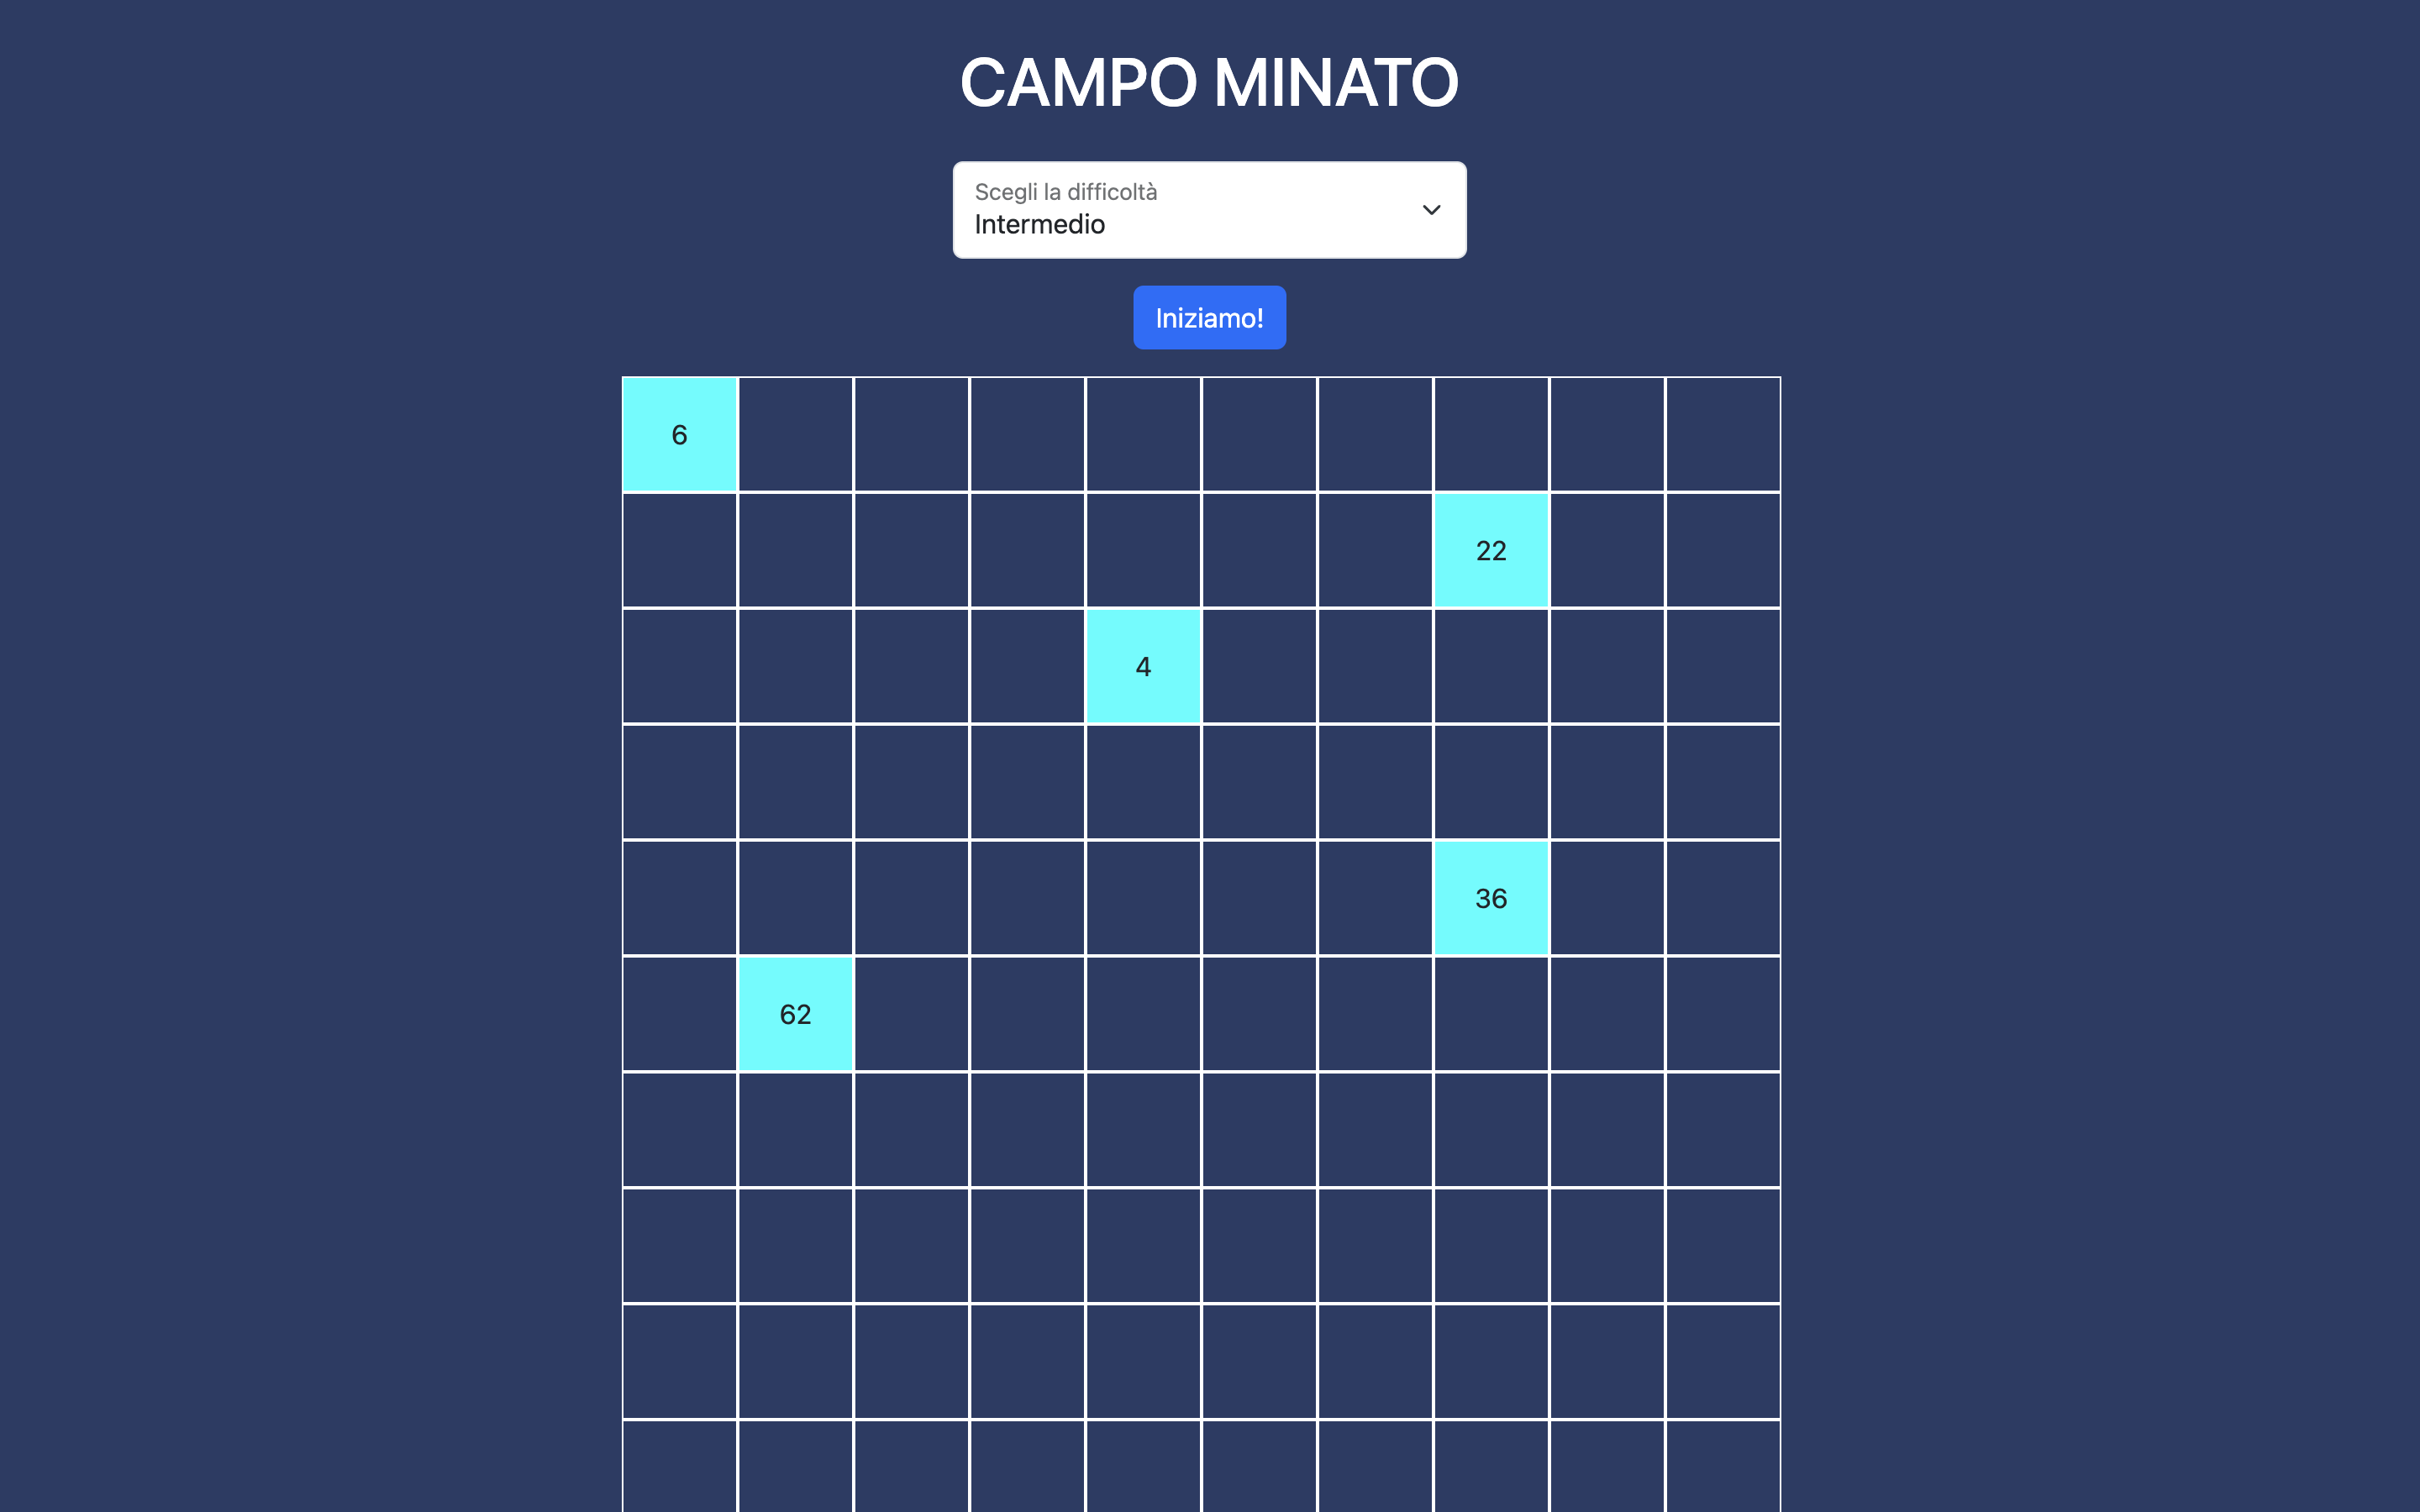 CAMPO MINATO
Scegli la difficoltà
Intermedio
Iniziamo!
6
22
4
36
62